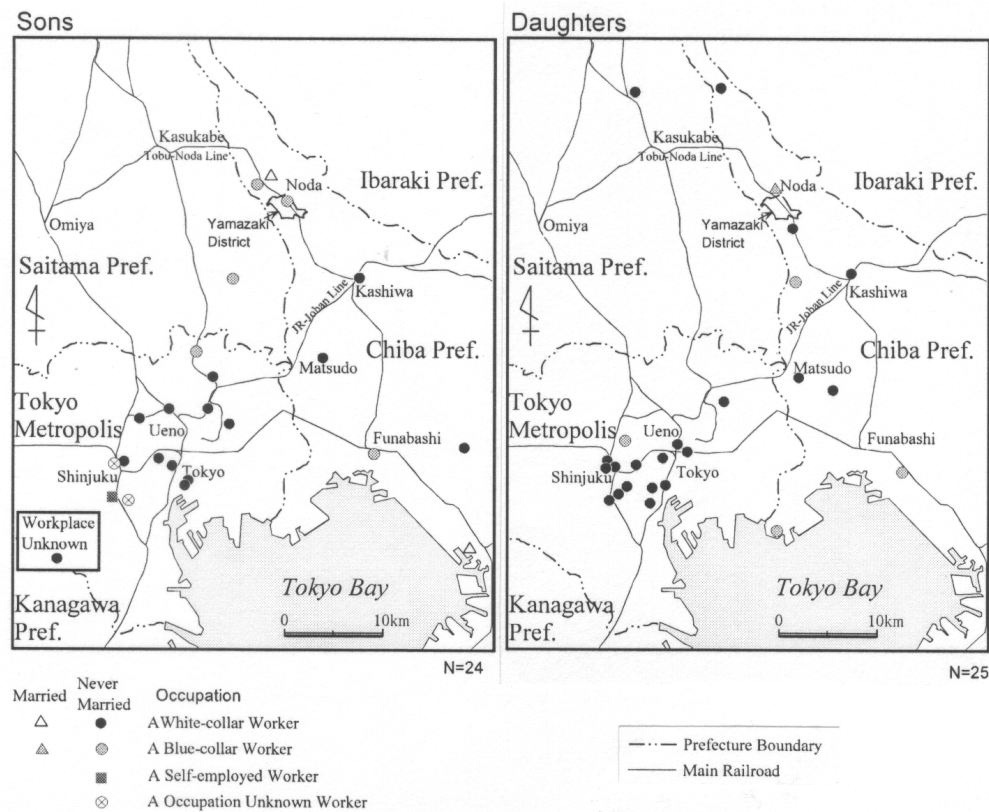 Sons
Kasukabe
Tobu-Noda Line
Noda
Ibaraki Pref.
Omiya
Yamazaki
District
Saitama Pref.
Kashiwa
JR-Joban Line
Chiba Pref.
Matsudo
Tokyo
Metropolis
Ueno
Funabashi
Shinjuku
Tokyo
Workplace
Unknown
Tokyo Bay
Kanagawa
Pref.
0
10km
N=24
Daughters
Kasukabe
Tobu-Noda Line
Noda
Ibaraki Pref.
Omiya
Yamazaki
District
Saitama Pref.
Kashiwa
JR-Joban Line
Chiba Pref.
Matsudo
Tokyo
Metropolis
Ueno
Funabashi
Shinjuku
Tokyo
Tokyo Bay
Kanagawa
Pref.
0
10km
N=25
Married
Never
Married
Occupation
A White-collar Worker
A Blue-collar Worker
A Self-employed Worker
A Occupation Unknown Worker
Prefecture Boundary
Main Railroad